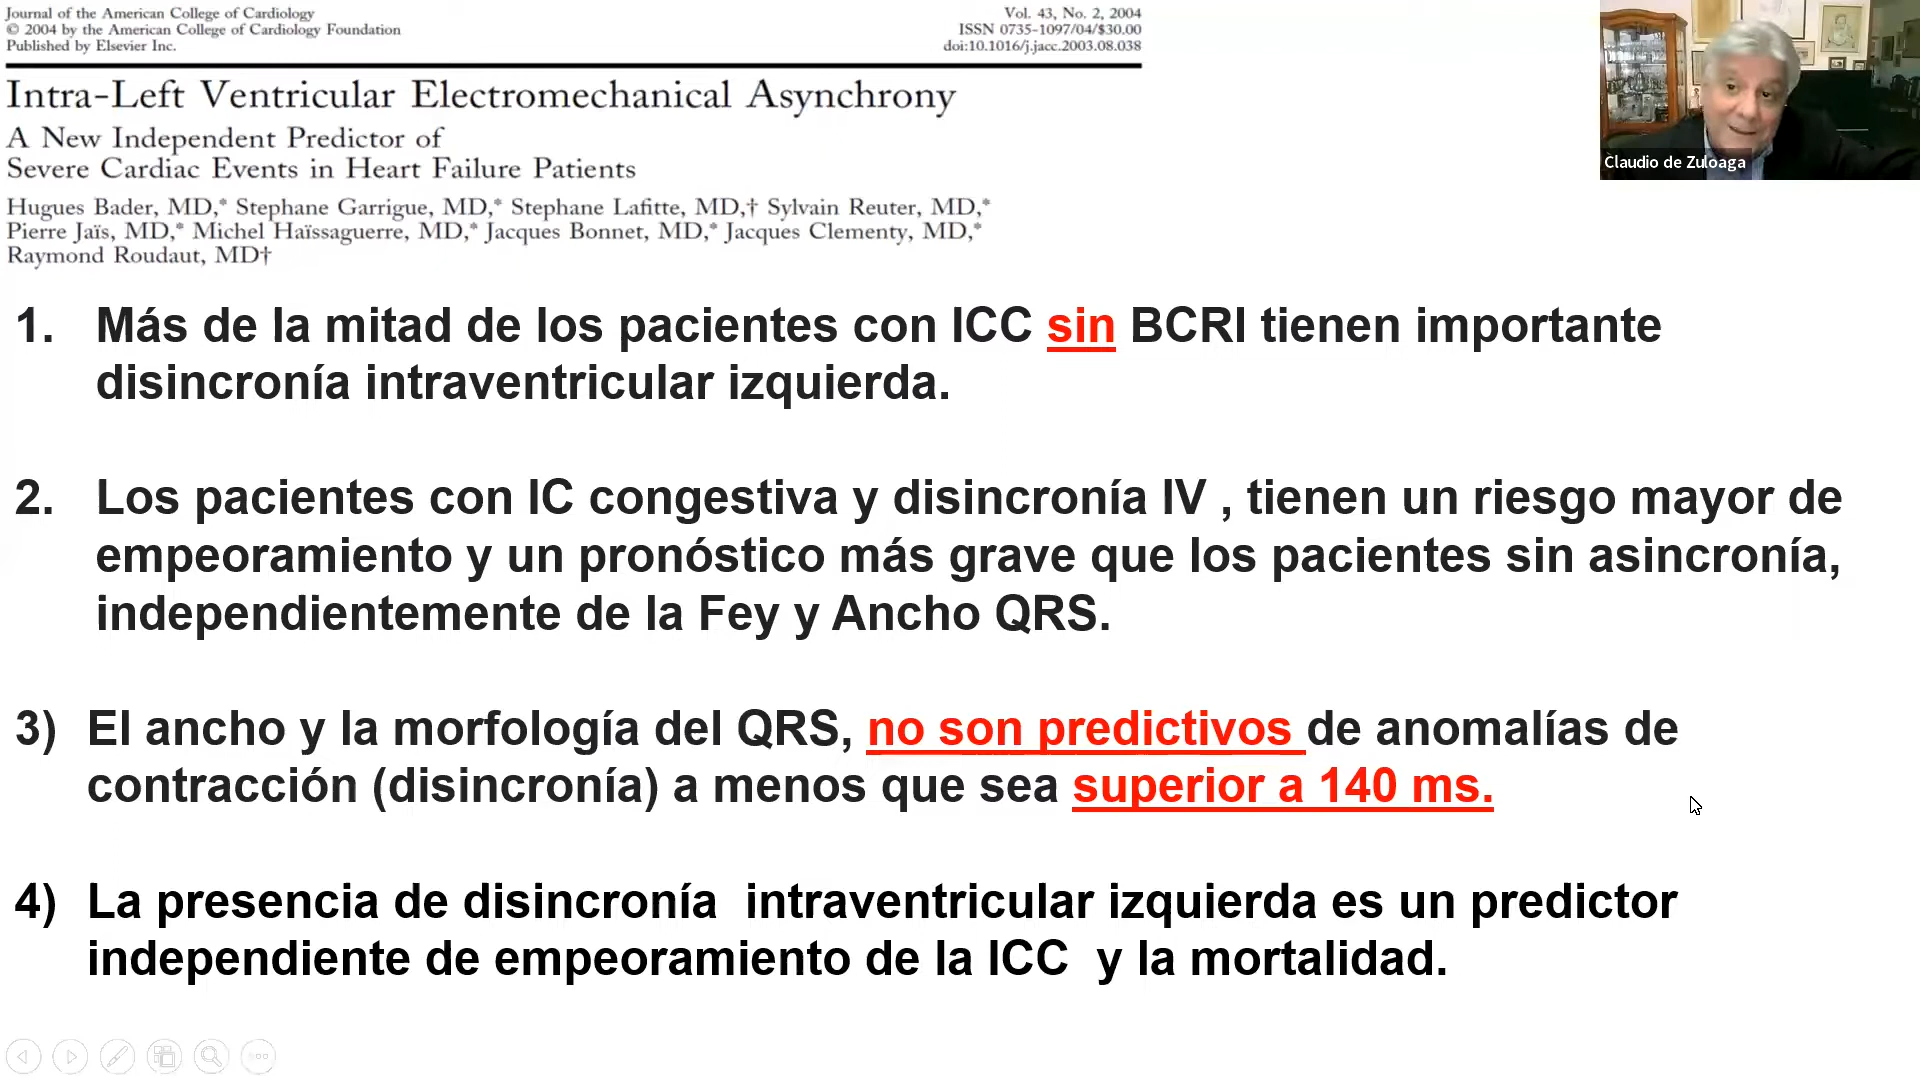 Journal of the American College of Cardiology
© 2004 by the American College of Cardiology Foundation
Published by Elsevier Inc.
Vol. 43, No. 2, 2004
ISSN 0735-1097/04/$30.00
doi:10.1016/j.jacc.2003.08.038
Intra-Left Ventricular Electromechanical Asynchrony
A New Independent Predictor of
Severe Cardiac Events in Heart Failure Patients
Hugues Bader, MD,* Stephane Garrigue, MD,* Stephane Lafitte, MD,† Sylvain Reuter, MD,*
Pierre Jaïs, MD,* Michel Haïssaguerre, MD,* Jacques Bonnet, MD,* Jacques Clementy, MD,*
Raymond Roudaut, MD†
Claudio de Zuloaga
1. Más de la mitad de los pacientes con ICC sin BCRI tienen importante
disincronía intraventricular izquierda.
2. Los pacientes con IC congestiva y disincronía IV , tienen un riesgo mayor de
empeoramiento y un pronóstico más grave que los pacientes sin asincronía,
independientemente de la Fey y Ancho QRS.
3) El ancho y la morfología del QRS, no son predictivos de anomalías de
contracción (disincronía) a menos que sea superior a 140 ms.
4) La presencia de disincronía intraventricular izquierda es un predictor
independiente de empeoramiento de la ICC y la mortalidad.